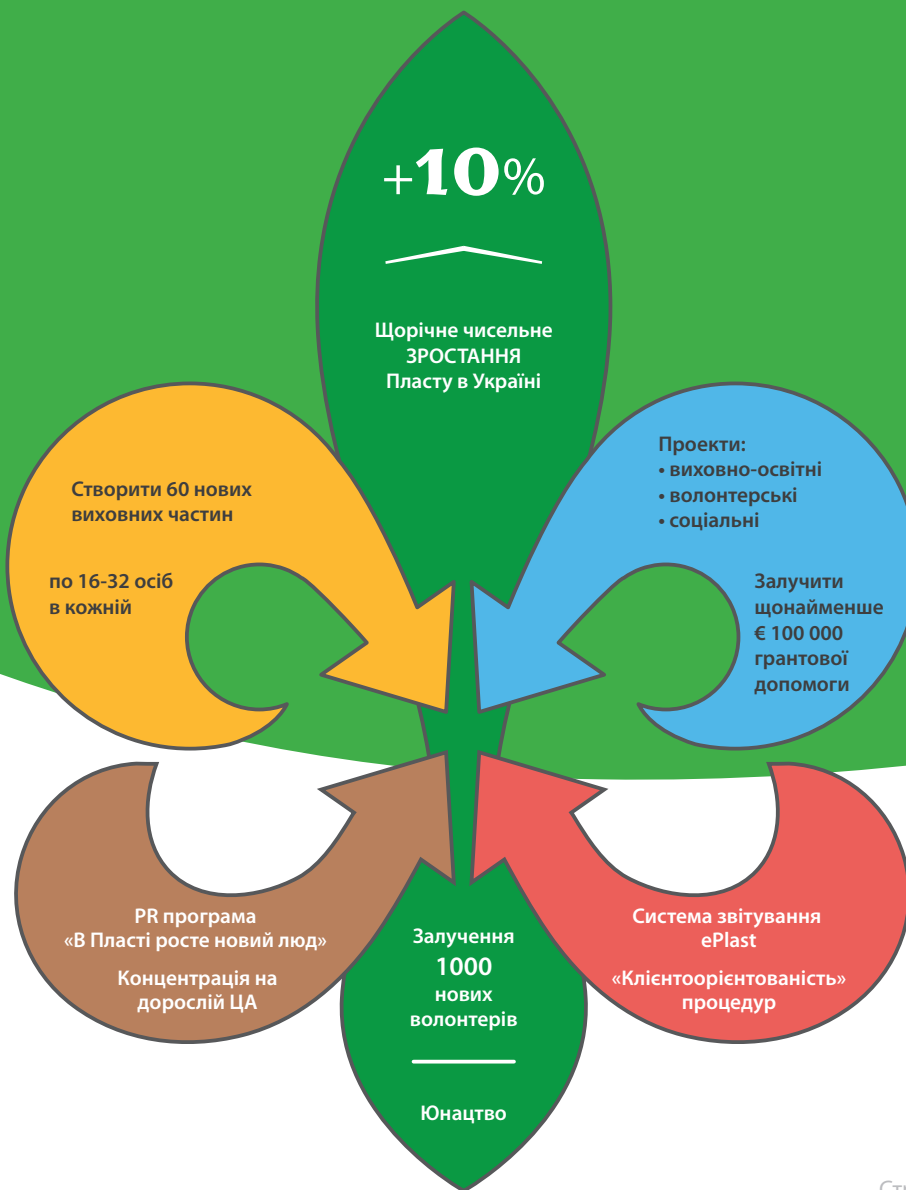 +10%
Щорічне чисельне
ЗРОСТАННЯ
Пласту в Україні
Створити 60 нових
виховних частин
по 16-32 осіб
в кожній
Проекти:
• виховно-освітні
• волонтерські
• соціальні
Залучити
щонайменше
€ 100 000
грантової
допомоги
PR програма
«В Пласті росте новий люд»
Концентрація на
дорослій ЦА
Залучення
1000
нових
волонтерів
Юнацтво
Система звітування
ePlast
«Клієнтоорієнтованість»
процедур